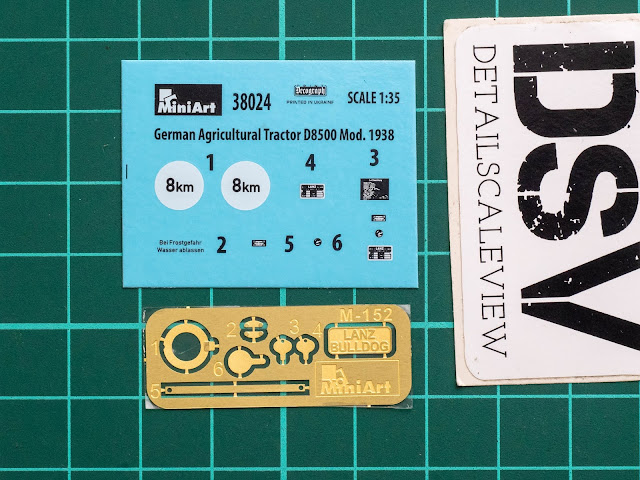 MiniArt 38024 Decograph PRINTED IN UKRAINE SCALE 1:35
German Agricultural Tractor D8500 Mod. 1938
1 4 3
8km 8km
LANZ
Bei Frostgefahr
Wasser ablassen
2 5 6
M-152
1 2 3 4
LANZ
BULLDOG
6
5
MiniArt
DSV
DETAILSCALEVIEW